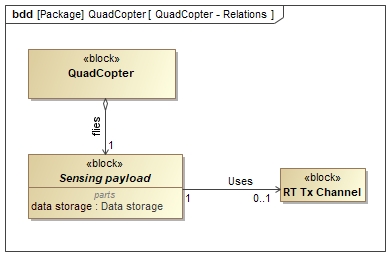 bdd [Package] QuadCopter [ QuadCopter - Relations ]
«block»
QuadCopter
flies
1
«block»
Sensing payload
parts
data storage : Data storage
Uses
1
0..1
«block»
RT Tx Channel